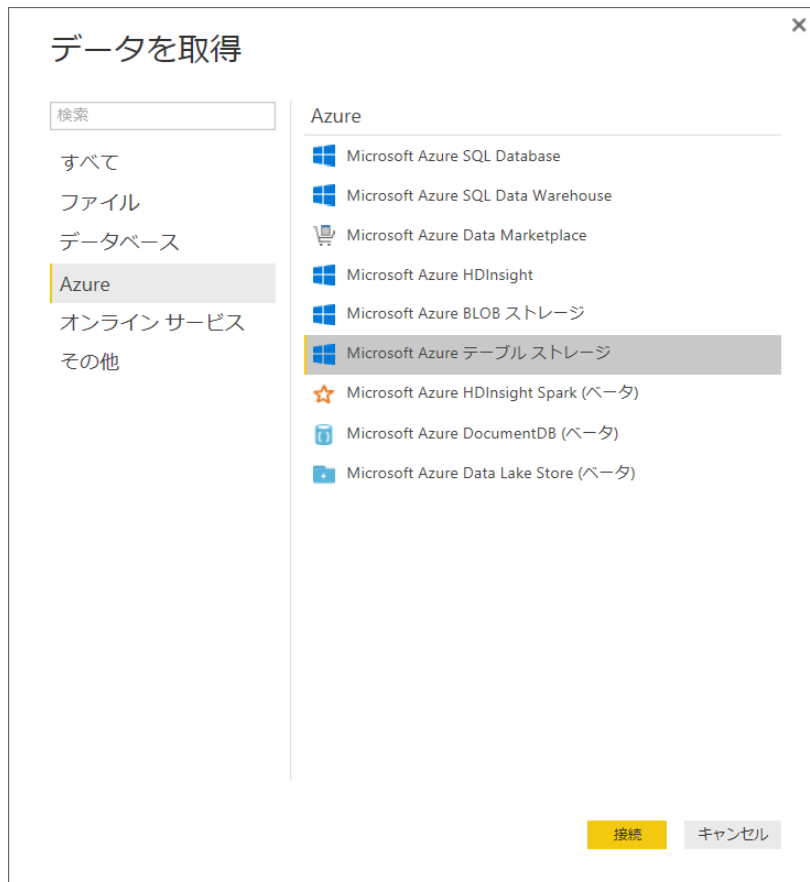 データを取得
検索
すべて
ファイル
データベース
Azure
オンライン サービス
その他
Azure
Microsoft Azure SQL Database
Microsoft Azure SQL Data Warehouse
Microsoft Azure Data Marketplace
Microsoft Azure HDInsight
Microsoft Azure BLOB ストレージ
Microsoft Azure テーブル ストレージ
Microsoft Azure HDInsight Spark (ベータ)
Microsoft Azure DocumentDB (ベータ)
Microsoft Azure Data Lake Store (ベータ)
接続
キャンセル